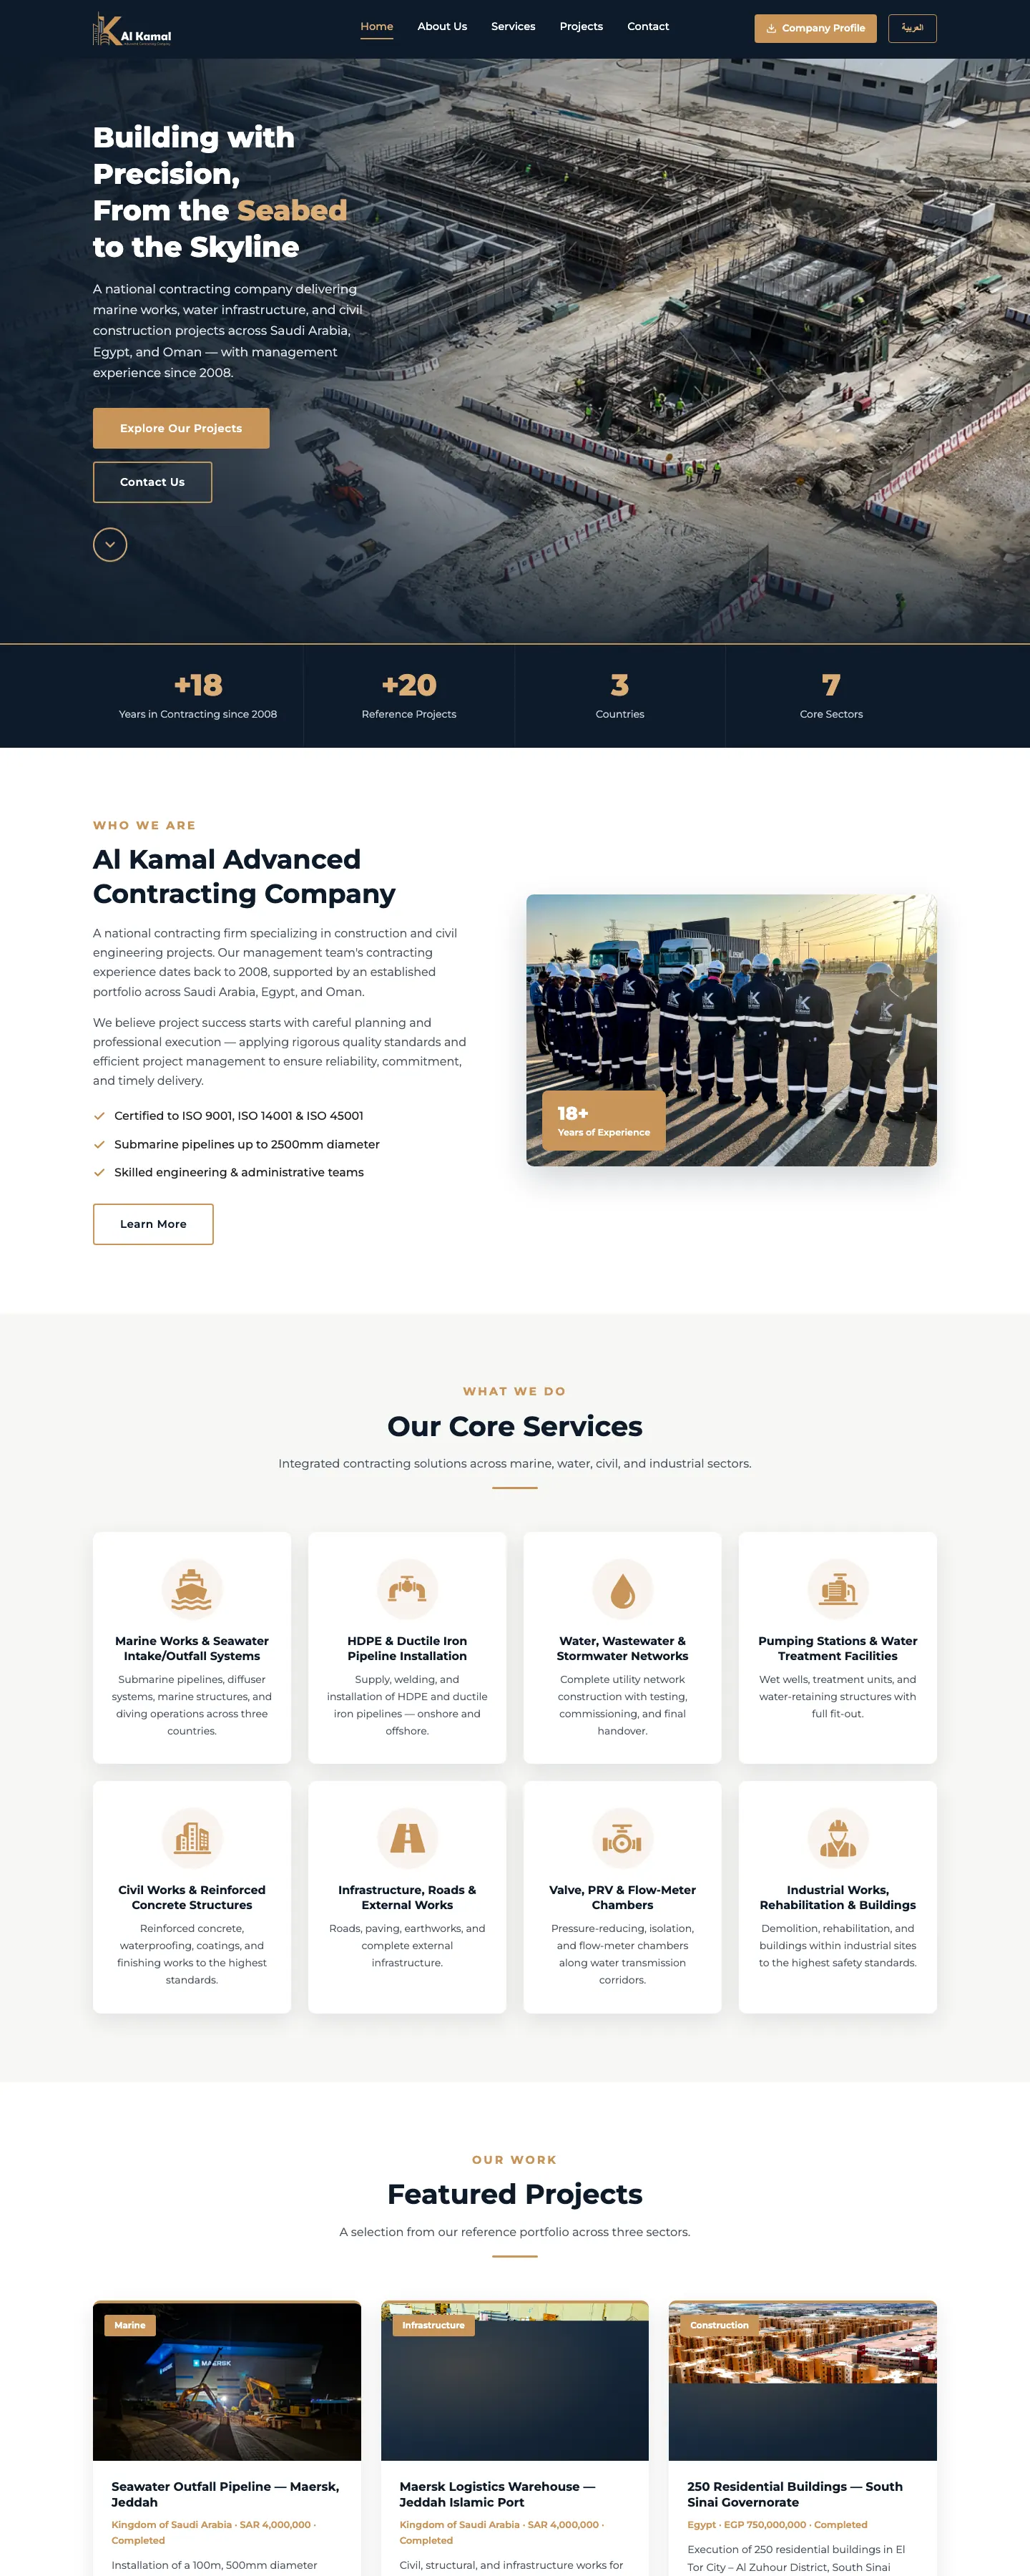 Al Kamal
Home
About Us
Services
Projects
Contact
Company Profile
العربية
Building with
Precision,
From the Seabed
to the Skyline
A national contracting company delivering
marine works, water infrastructure, and civil
construction projects across Saudi Arabia,
Egypt, and Oman — with management
experience since 2008.
Explore Our Projects
Contact Us
+18
Years in Contracting since 2008
+20
Reference Projects
3
Countries
7
Core Sectors
WHO WE ARE
Al Kamal Advanced
Contracting Company
A national contracting firm specializing in construction and civil
engineering projects. Our management team's contracting
experience dates back to 2008, supported by an established
portfolio across Saudi Arabia, Egypt, and Oman.
We believe project success starts with careful planning and
professional execution — applying rigorous quality standards and
efficient project management to ensure reliability, commitment,
and timely delivery.
Certified to ISO 9001, ISO 14001 & ISO 45001
Submarine pipelines up to 2500mm diameter
Skilled engineering & administrative teams
Learn More
18+
Years of Experience
WHAT WE DO
Our Core Services
Integrated contracting solutions across marine, water, civil, and industrial sectors.
Marine Works & Seawater
Intake/Outfall Systems
Submarine pipelines, diffuser
systems, marine structures, and
diving operations across three
countries.
HDPE & Ductile Iron
Pipeline Installation
Supply, welding, and
installation of HDPE and ductile
iron pipelines — onshore and
offshore.
Water, Wastewater &
Stormwater Networks
Complete utility network
construction with testing,
commissioning, and final
handover.
Pumping Stations & Water
Treatment Facilities
Wet wells, treatment units, and
water-retaining structures with
full fit-out.
Civil Works & Reinforced
Concrete Structures
Reinforced concrete,
waterproofing, coatings, and
finishing works to the highest
standards.
Infrastructure, Roads &
External Works
Roads, paving, earthworks, and
complete external
infrastructure.
Valve, PRV & Flow-Meter
Chambers
Pressure-reducing, isolation,
and flow-meter chambers
along water transmission
corridors.
Industrial Works,
Rehabilitation & Buildings
Demolition, rehabilitation, and
buildings within industrial sites
to the highest safety standards.
OUR WORK
Featured Projects
A selection from our reference portfolio across three sectors.
Marine
MAERSK
Seawater Outfall Pipeline — Maersk,
Jeddah
Kingdom of Saudi Arabia · SAR 4,000,000 ·
Completed
Installation of a 100m, 500mm diameter
Infrastructure
Maersk Logistics Warehouse —
Jeddah Islamic Port
Kingdom of Saudi Arabia · SAR 4,000,000 ·
Completed
Civil, structural, and infrastructure works for
Construction
250 Residential Buildings — South
Sinai Governorate
Egypt · EGP 750,000,000 · Completed
Execution of 250 residential buildings in El
Tor City – Al Zuhour District, South Sinai